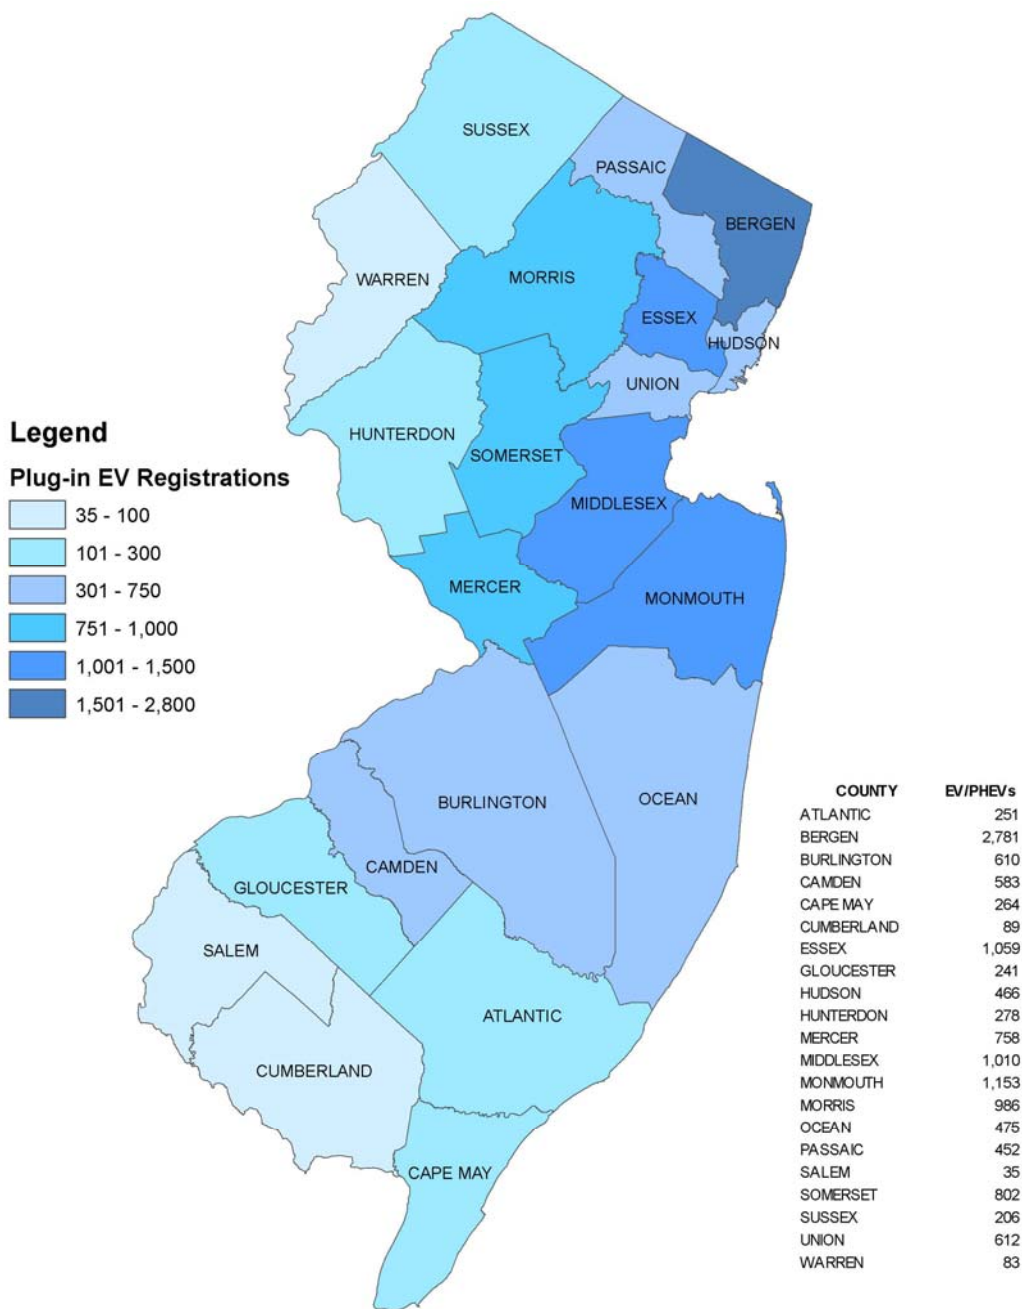 SUSSEX
PASSAIC
BERGEN
WARREN
MORRIS
ESSEX
HUDSON
UNION
HUNTERDON
SOMERSET
MIDDLESEX
MERCER
MONMOUTH
Legend
Plug-in EV Registrations
35 - 100
101 - 300
301 - 750
751 - 1,000
1,001 - 1,500
1,501 - 2,800
BURLINGTON
OCEAN
CAMDEN
GLOUCESTER
SALEM
ATLANTIC
CUMBERLAND
CAPE MAY
COUNTY EV/PHEVs
ATLANTIC 251
BERGEN 2,781
BURLINGTON 610
CAMDEN 583
CAPE MAY 264
CUMBERLAND 89
ESSEX 1,059
GLOUCESTER 241
HUDSON 466
HUNTERDON 278
MERCER 758
MIDDLESEX 1,010
MONMOUTH 1,153
MORRIS 986
OCEAN 475
PASSAIC 452
SALEM 35
SOMERSET 802
SUSSEX 206
UNION 612
WARREN 83